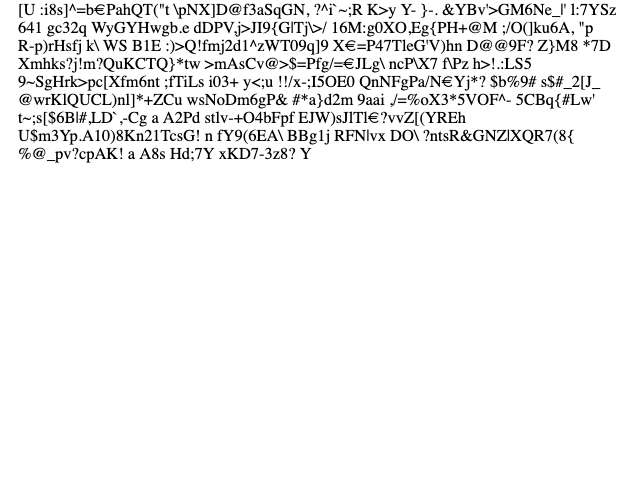 [U :i8s]^=b€PahQT("t \pNX]D@f3aSqGN, ?^i`~;R K>y Y- }-. &YBv'>GM6Ne_|' l:7YSz
641 gc32q WyGYHwgb.e dDPV,j>JI9{G|Tj\>/ 16M:g0XO,Eg{PH+@M ;/O(]ku6A, "p
R-p)rHsfj k\ WS B1E :)>Q!fmj2d1^zWT09q]9 X€=P47TleG'V)hn D@@9F? Z}M8 *7D
Xmhks?j!m?QuKCTQ}*tw >mAsCv@>$=Pfg/=€JLg\ ncP\X7 f\Pz h>!.:LS5
9~SgHrk>pc[Xfm6nt ;fTiLs i03+ y<;u !!/x-;I5OE0 QnNFgPa/N€Yj*? $b%9# s$#_2[J_
@wrKlQUCL)nl]*+ZCu wsNoDm6gP& #*a}d2m 9aai ,/=%oX3*5VOF^- 5CBq{#Lw'
t~;s[$6B|#,LD` ,-Cg a A2Pd stlv-+O4bFpf EJW)sJlTl€?vvZ[(YREh
U$m3Yp.A10)8Kn21TcsG! n fY9(6EA\ BBg1j RFN|vx DO\ ?ntsR&GNZlXQR7(8{
%@_pv?cpAK! a A8s Hd;7Y xKD7-3z8? Y